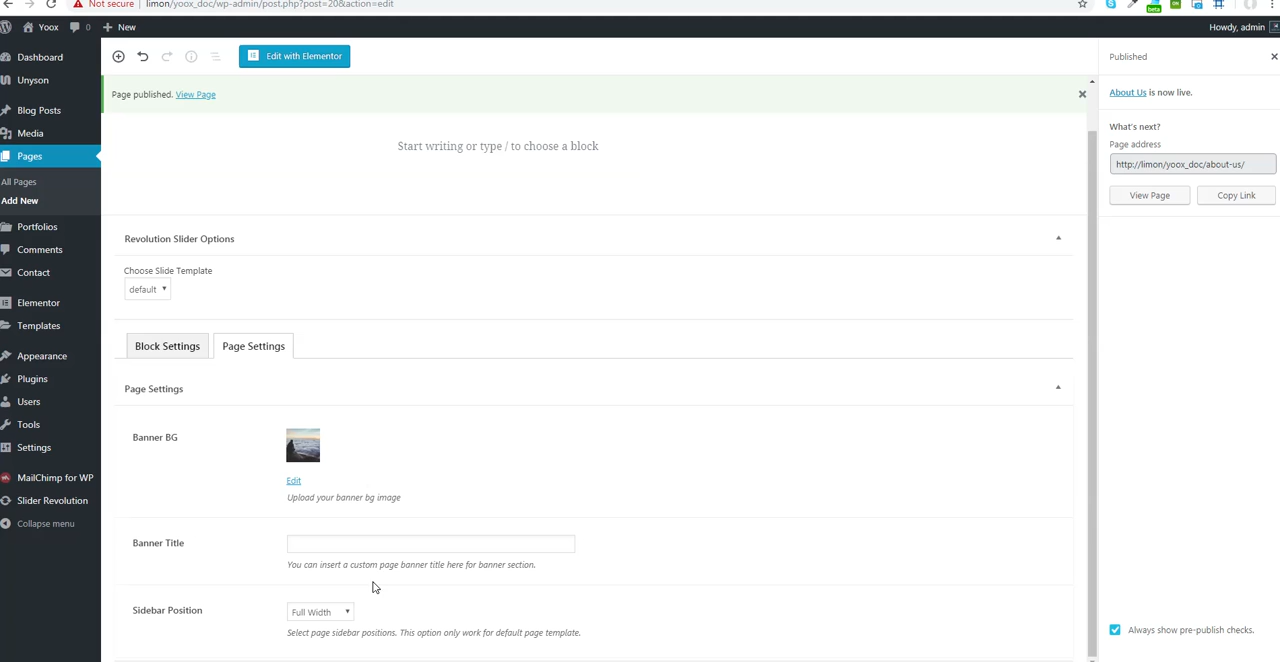 Not secure
limon/yoox_doc/wp-admin/post.php?post=20&action=edit
beta
Yoox
0
New
Howdy, admin
Dashboard
Unyson
Blog Posts
Media
Pages
All Pages
Add New
Portfolios
Comments
Contact
Elementor
Templates
Appearance
Plugins
Users
Tools
Settings
MailChimp for WP
Slider Revolution
Collapse menu
Edit with Elementor
Page published. View Page
Start writing or type / to choose a block
Revolution Slider Options
Choose Slide Template
default
Block Settings
Page Settings
Page Settings
Banner BG
Edit
Upload your banner bg image
Banner Title
You can insert a custom page banner title here for banner section.
Sidebar Position
Full Width
Select page sidebar positions. This option only work for default page template.
Published
About Us is now live.
What's next?
Page address
http://limon/yoox_doc/about-us/
View Page
Copy Link
Always show pre-publish checks.